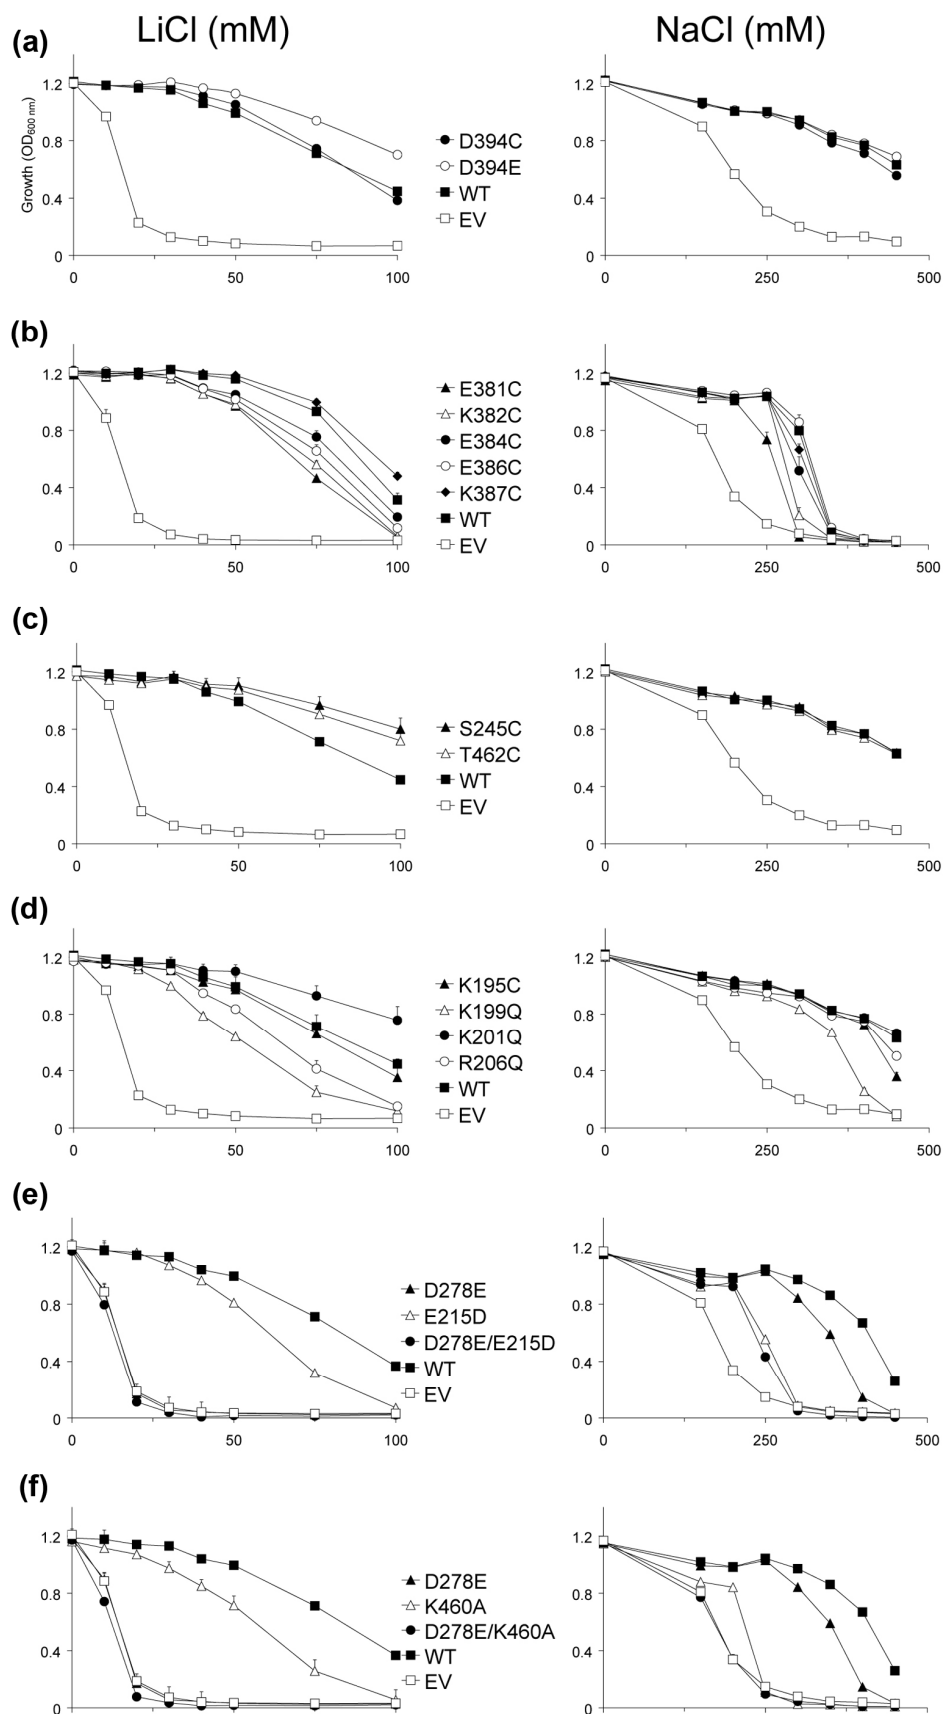 LiCl (mM) NaCl (mM)
(a)
Growth (OD600 nm)
1.2 1.2
0.8 0.8
0.4 0.4
0 0
0 50 100 0 250 500
D394C
D394E
WT
EV
(b)
1.2 1.2
0.8 0.8
0.4 0.4
0 0
0 50 100 0 250 500
E381C
K382C
E384C
E386C
K387C
WT
EV
(c)
1.2 1.2
0.8 0.8
0.4 0.4
0 0
0 50 100 0 250 500
S245C
T462C
WT
EV
(d)
1.2 1.2
0.8 0.8
0.4 0.4
0 0
0 50 100 0 250 500
K195C
K199Q
K201Q
R206Q
WT
EV
(e)
1.2 1.2
0.8 0.8
0.4 0.4
0 0
0 50 100 0 250 500
D278E
E215D
D278E/E215D
WT
EV
(f)
1.2 1.2
0.8 0.8
0.4 0.4
0 0
D278E
K460A
D278E/K460A
WT
EV